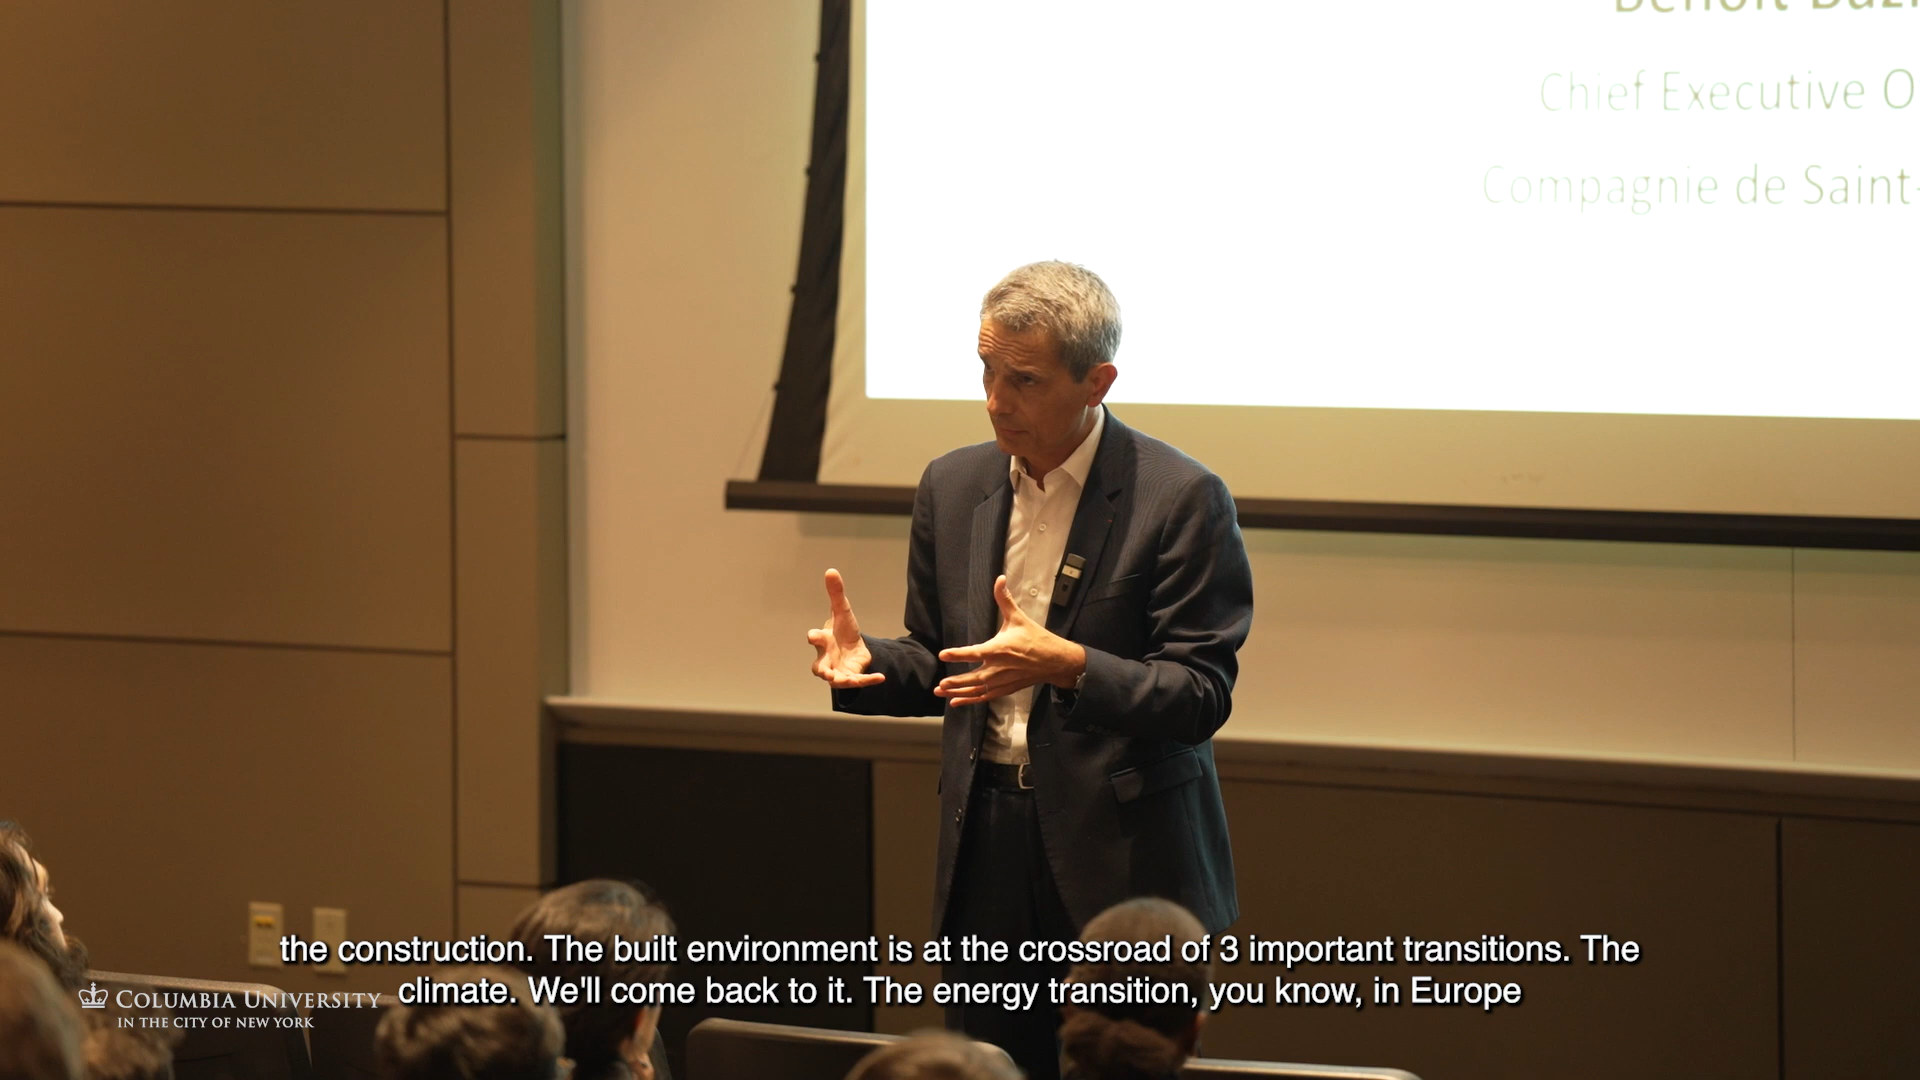 Benoit
Chief Executive
Compagnie de Saint-
the construction. The built environment is at the crossroad of 3 important transitions. The
climate. We'll come back to it. The energy transition, you know, in Europe
COLUMBIA UNIVERSITY
IN THE CITY OF NEW YORK